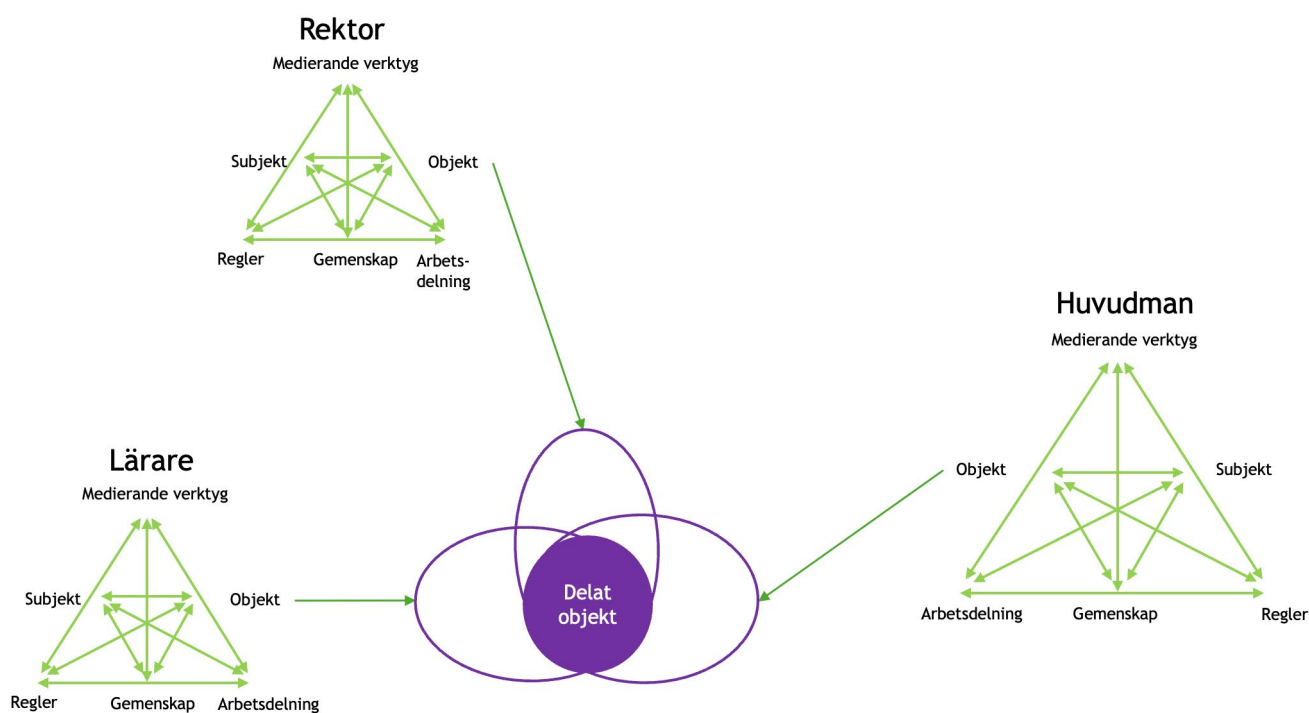 Rektor
Medierande verktyg
Subjekt
Objekt
Regler
Gemenskap
Arbets-
delning
Huvudman
Medierande verktyg
Objekt
Subjekt
Arbetsdelning
Gemenskap
Regler
Lärare
Medierande verktyg
Subjekt
Objekt
Regler
Gemenskap
Arbetsdelning
Delat
objekt